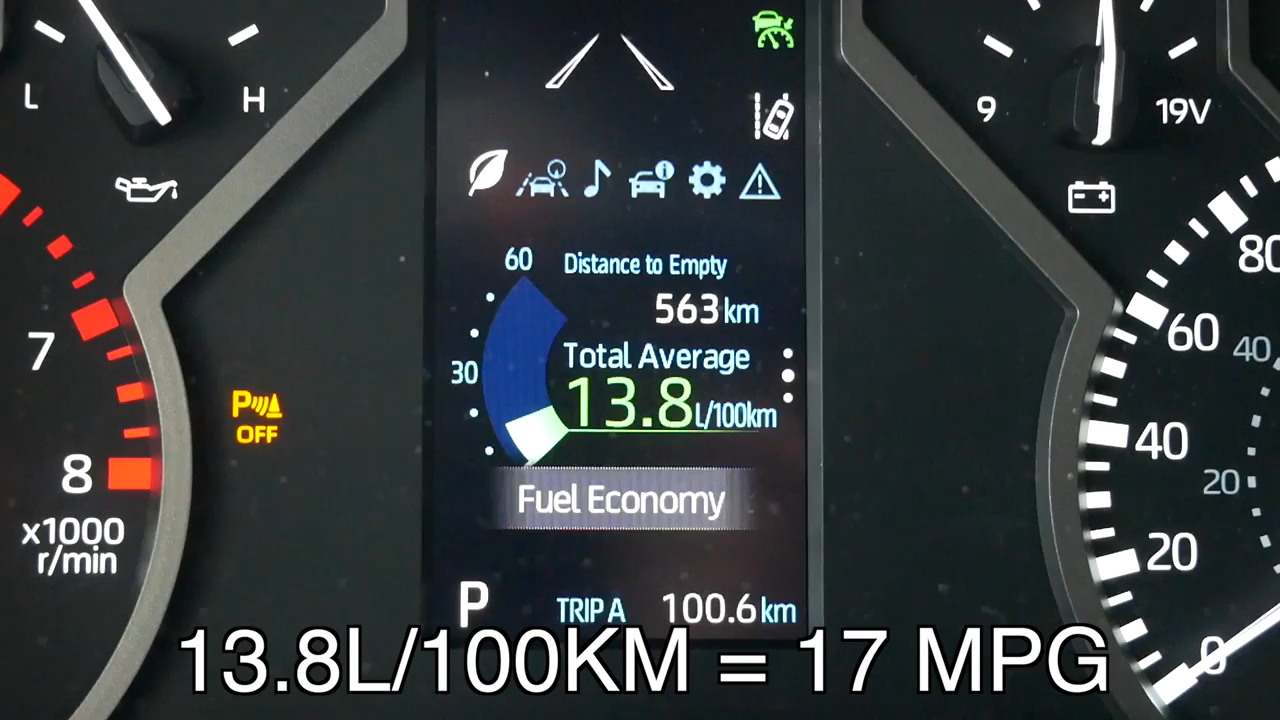 L
H
9
19V
60
Distance to Empty
563 km
Total Average
30
13.8 L/100km
Fuel Economy
P
TRIP A 100.6 km
7
8
x1000
r/min
P
OFF
80
60
40
40
20
20
0
13.8L/100KM = 17 MPG